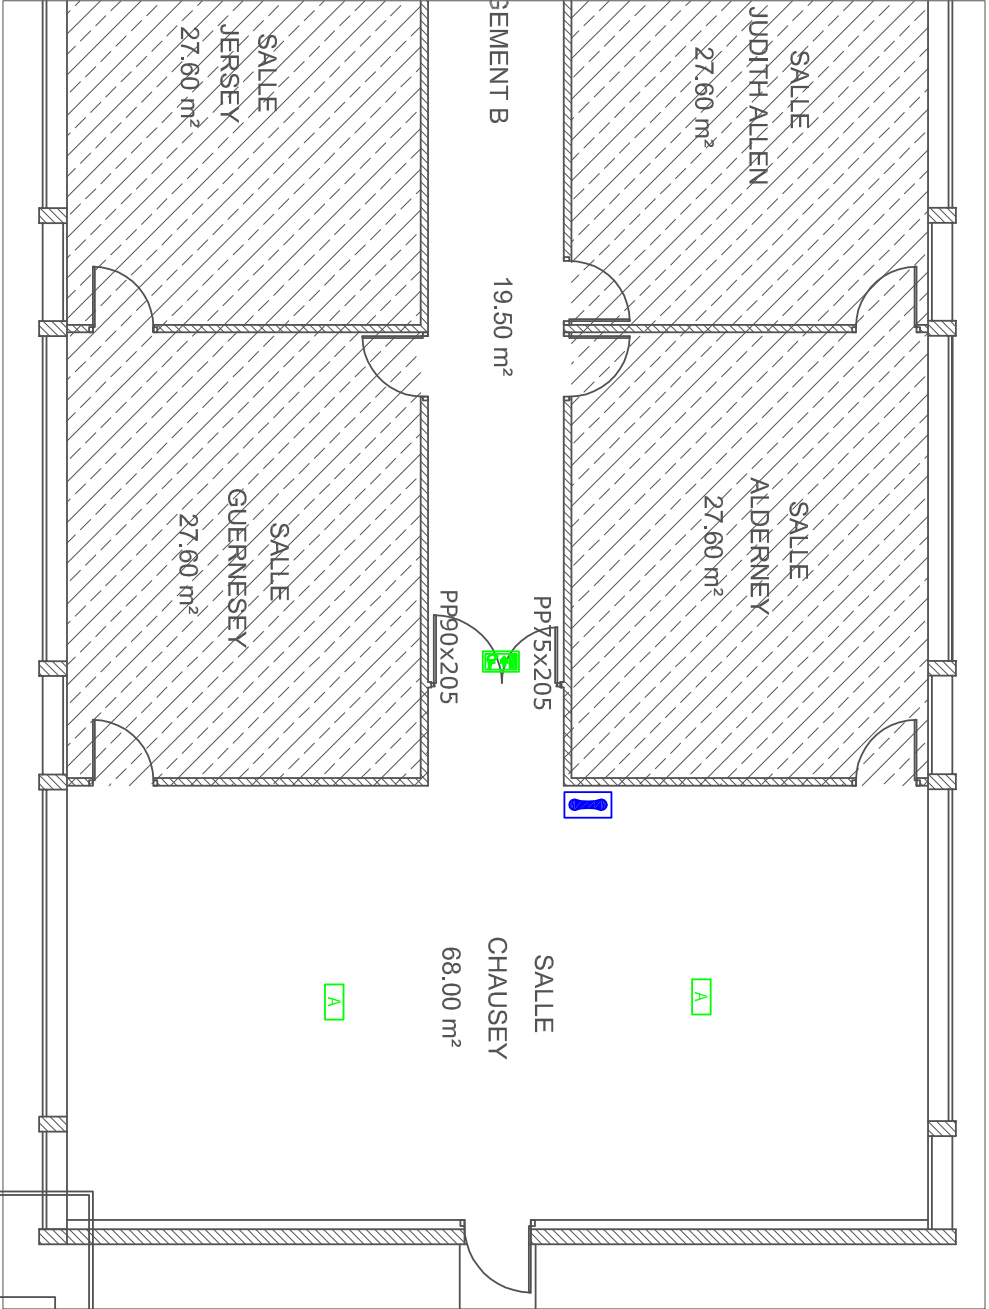 SALLE
JERSEY
27.60 m²
GEMENT B
19.50 m²
SALLE
JUDITH ALLEN
27.60 m²
SALLE
GUERNESEY
27.60 m²
PP90x205
PP75x205
SALLE
ALDERNEY
27.60 m²
SALLE
CHAUSEY
68.00 m²
A
A